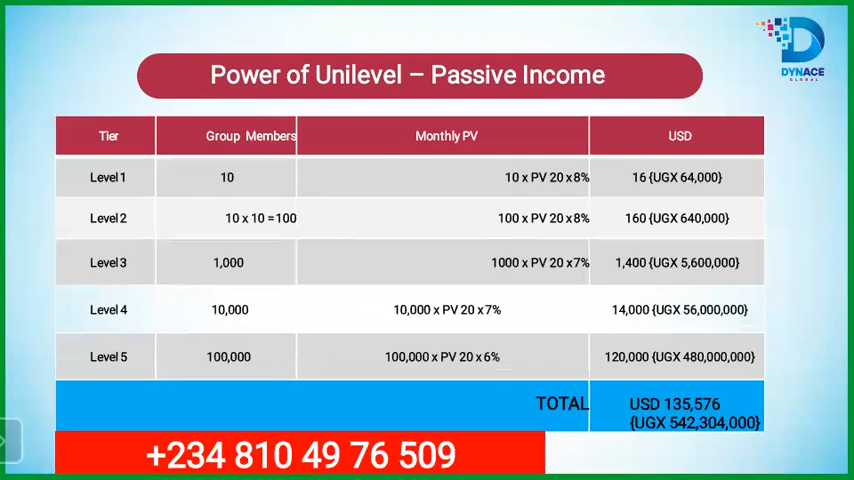 DYNACE
GLOBAL
Power of Unilevel – Passive Income
Tier Group Members Monthly PV USD
Level 1 10 10 x PV 20 x 8% 16 {UGX 64,000}
Level 2 10 x 10 =100 100 x PV 20 x 8% 160 {UGX 640,000}
Level 3 1,000 1000 x PV 20 x 7% 1,400 {UGX 5,600,000}
Level 4 10,000 10,000 x PV 20 x 7% 14,000 {UGX 56,000,000}
Level 5 100,000 100,000 x PV 20 x 6% 120,000 {UGX 480,000,000}
TOTAL USD 135,576
{UGX 542,304,000}
+234 810 49 76 509